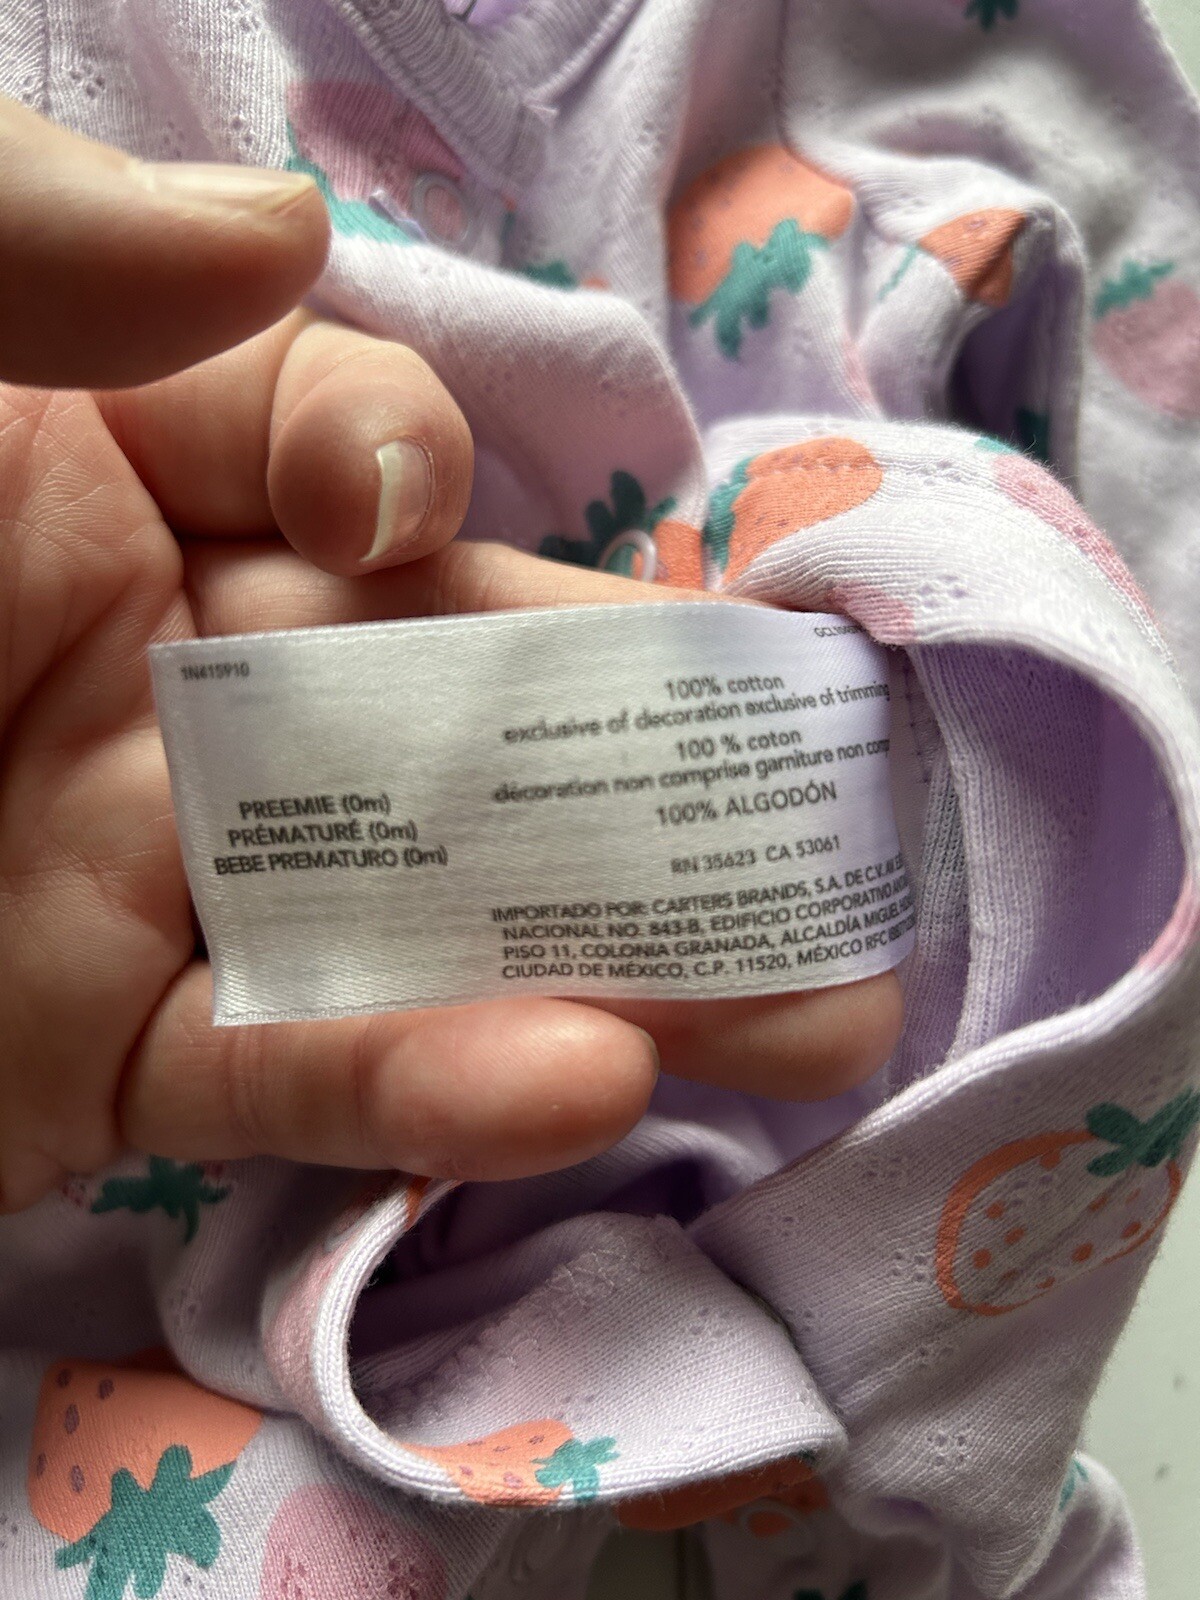 1N415910
100% cotton
exclusive of decoration exclusive of trimming
100 % coton
décoration non comprise garniture non
100% ALGODÓN
PREEMIE (0m)
PRÉMATURÉ (0m)
BEBE PREMATURO (0m)
RN 35623 CA 53061
IMPORTADO POR: CARTERS BRANDS, S.A. DE C.V.
NACIONAL NO. 843-B, EDIFICIO CORPORATIVO
PISO 11, COLONIA GRANADA, ALCALDÍA MIGUEL
CIUDAD DE MÉXICO, C.P. 11520, MÉXICO RFC